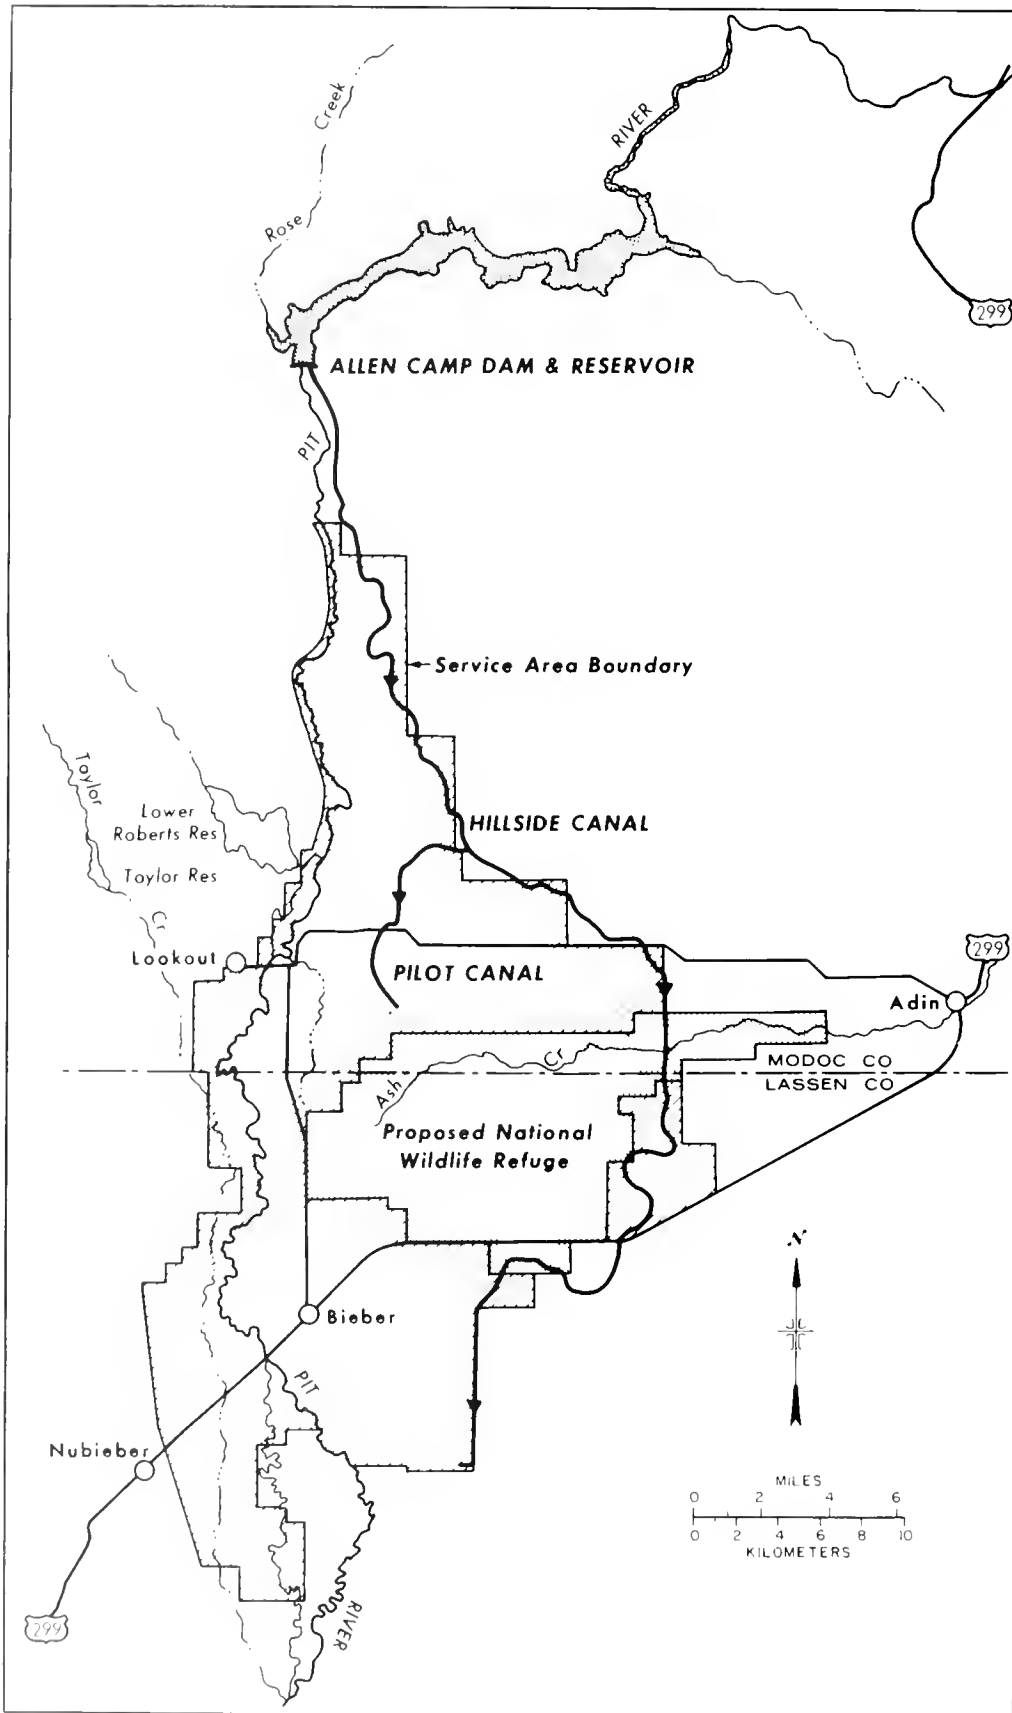 Creek
RIVER
Rose
299
ALLEN CAMP DAM & RESERVOIR
PIT
Service Area Boundary
Taylor
Lower
Roberts Res
HILLSIDE CANAL
Taylor Res
Cr
Lookout
299
PILOT CANAL
Adin
Ash Cr
MODOC CO
LASSEN CO
Proposed National
Wildlife Refuge
N
Bieber
PIT
Nubieber
MILES
0 2 4 6
0 2 4 6 8 10
KILOMETERS
299
RIVER